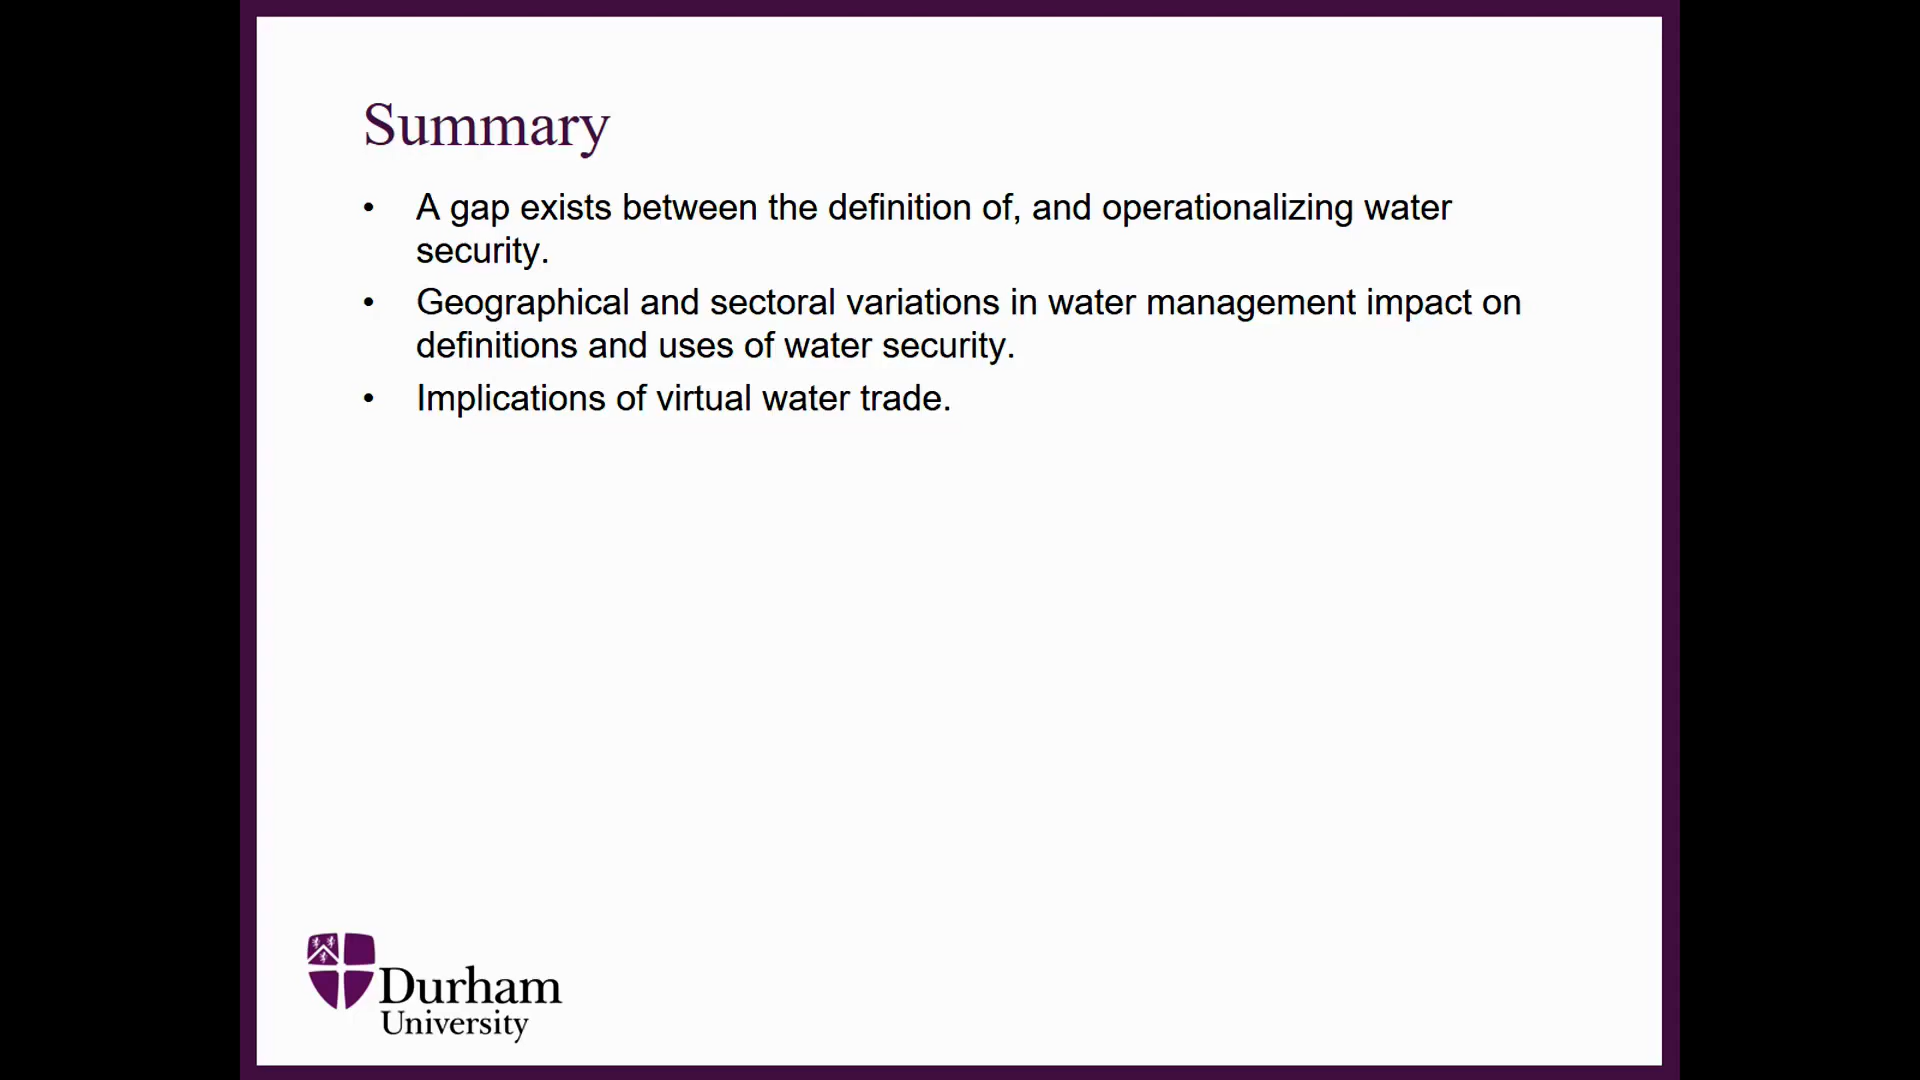 Summary
• A gap exists between the definition of, and operationalizing water
security.
• Geographical and sectoral variations in water management impact on
definitions and uses of water security.
• Implications of virtual water trade.
Durham
University